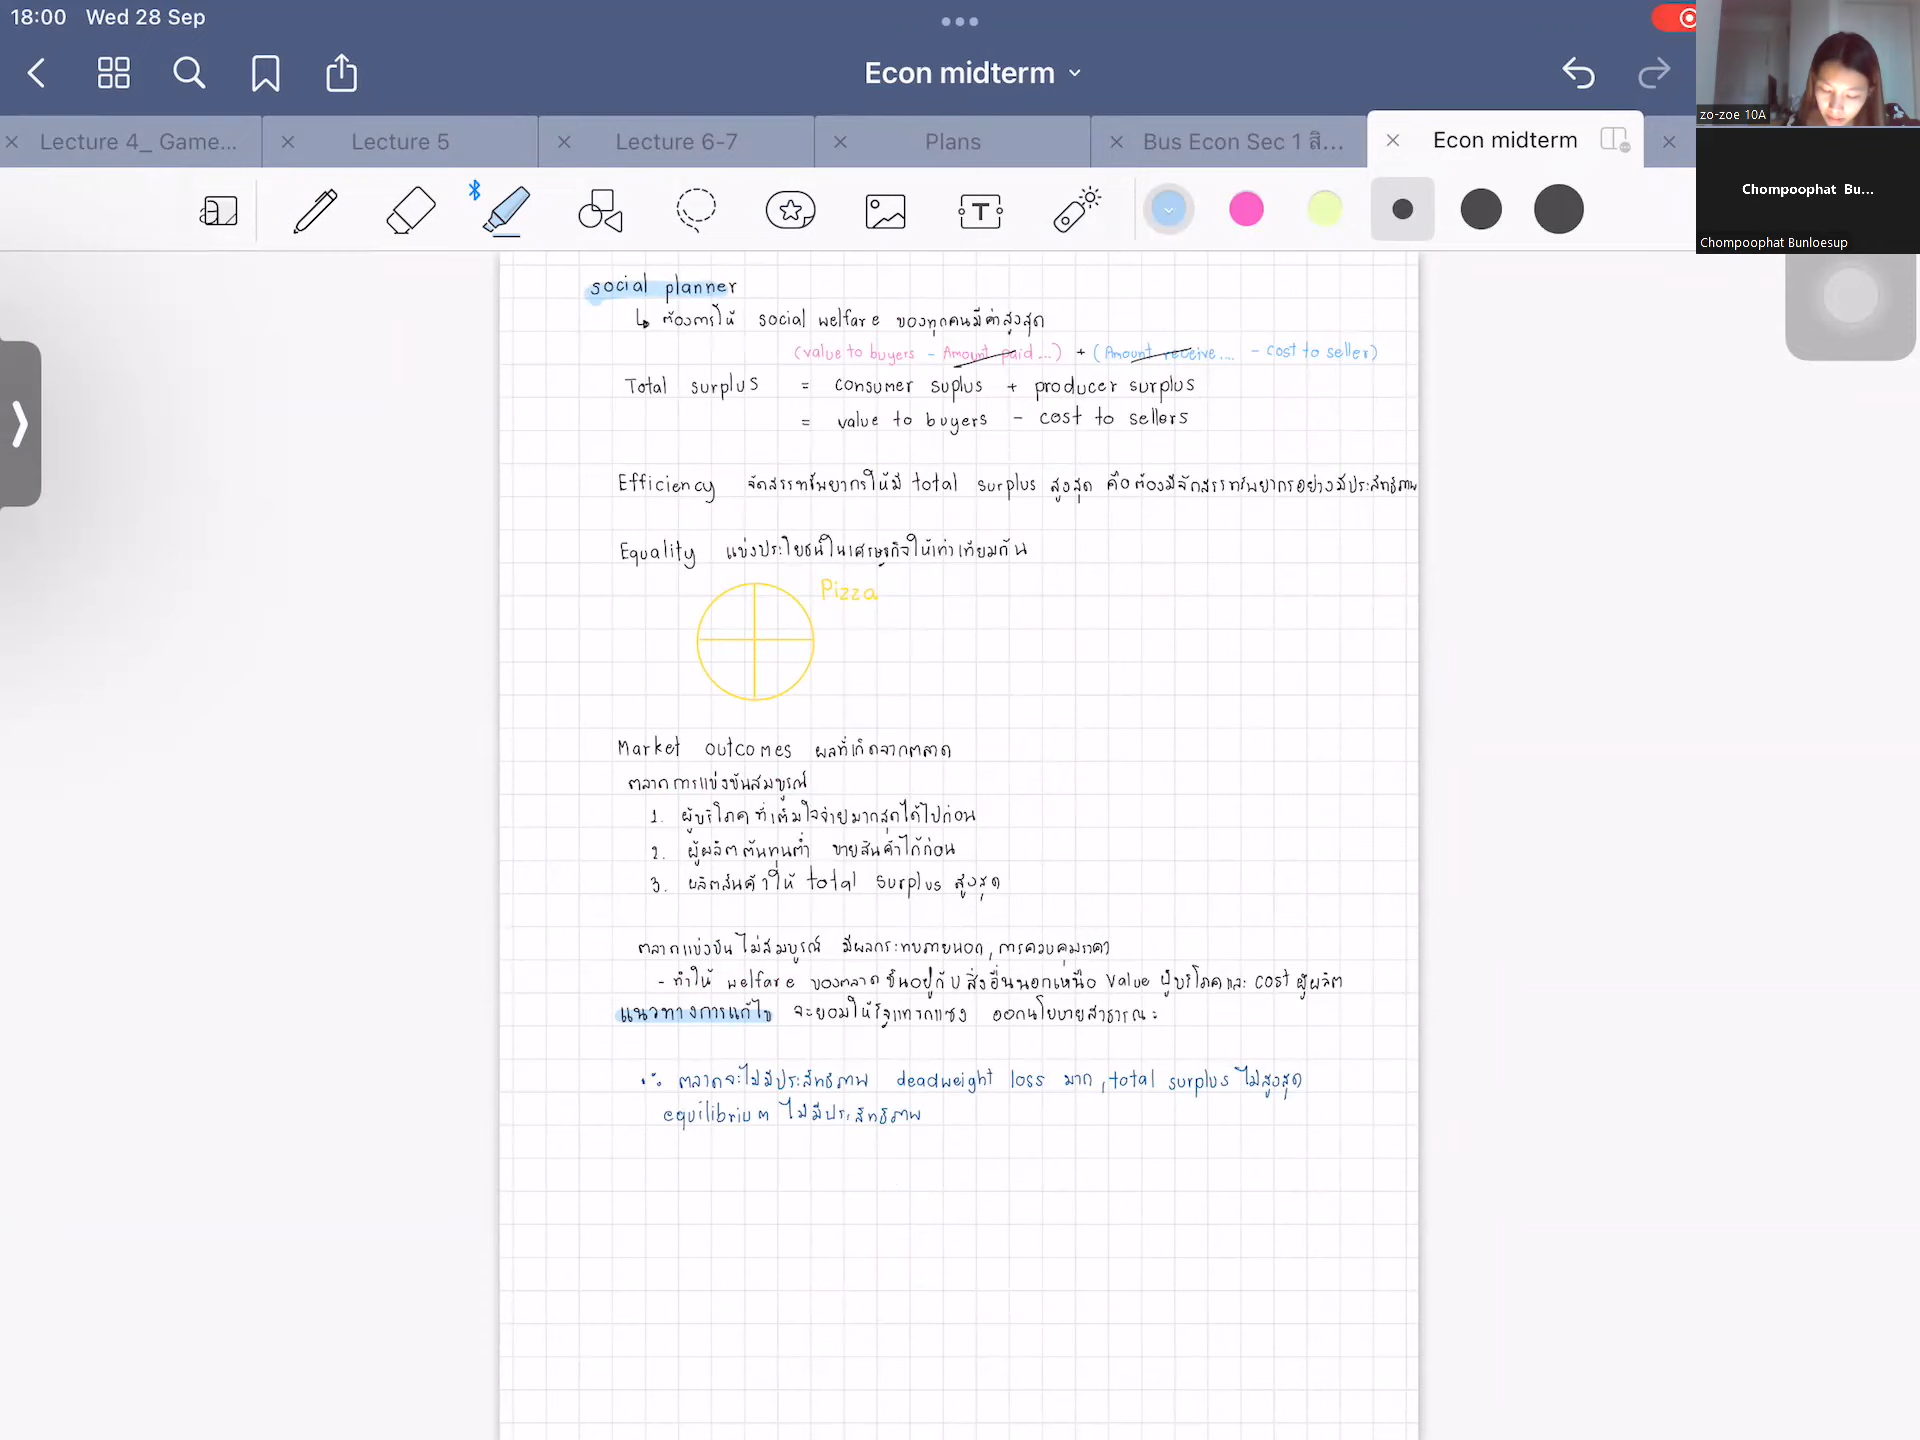 18:00 Wed 28 Sep
Econ midterm
Lecture 4_ Game...
Lecture 5
Lecture 6-7
Plans
Bus Econ Sec 1 สิ...
Econ midterm
zo-zoe 10A
Chompoophat Bu...
Chompoophat Bunloesup
social planner
↳ ต้องการให้ social welfare ของทุกคนมีค่าสูงสุด
(value to buyers - Amount paid ...) + (Amount receive.... - cost to seller)
Total surplus = consumer suplus + producer surplus
= value to buyers - cost to sellers
Efficiency จัดสรรทรัพยากรให้มี total surplus สูงสุด คือต้องมีจัดสรรทรัพยากรอย่างมีประสิทธิภาพ
Equality แบ่งประโยชน์ในเศรษฐกิจให้เท่าเทียมกัน
Pizza
Market outcomes ผลที่เกิดจากตลาด
ตลาดการแข่งขันสมบูรณ์
1. ผู้บริโภคที่เต็มใจจ่ายมากสุดได้ไปก่อน
2. ผู้ผลิตต้นทุนต่ำ ขายสินค้าได้ก่อน
3. ผลิตสินค้าให้ total surplus สูงสุด
ตลาดแข่งขันไม่สมบูรณ์ มีผลกระทบภายนอก, การควบคุมราคา
- ทำให้ welfare ของตลาดขึ้นอยู่กับสิ่งอื่นนอกเหนือ value ผู้บริโภคและ cost ผู้ผลิต
แนวทางการแก้ไข จะยอมให้รัฐแทรกแซง ออกนโยบายสาธารณะ
∴ ตลาดจะไม่มีประสิทธิภาพ deadweight loss มาก, total surplus ไม่สูงสุด
equilibrium ไม่มีประสิทธิภาพ